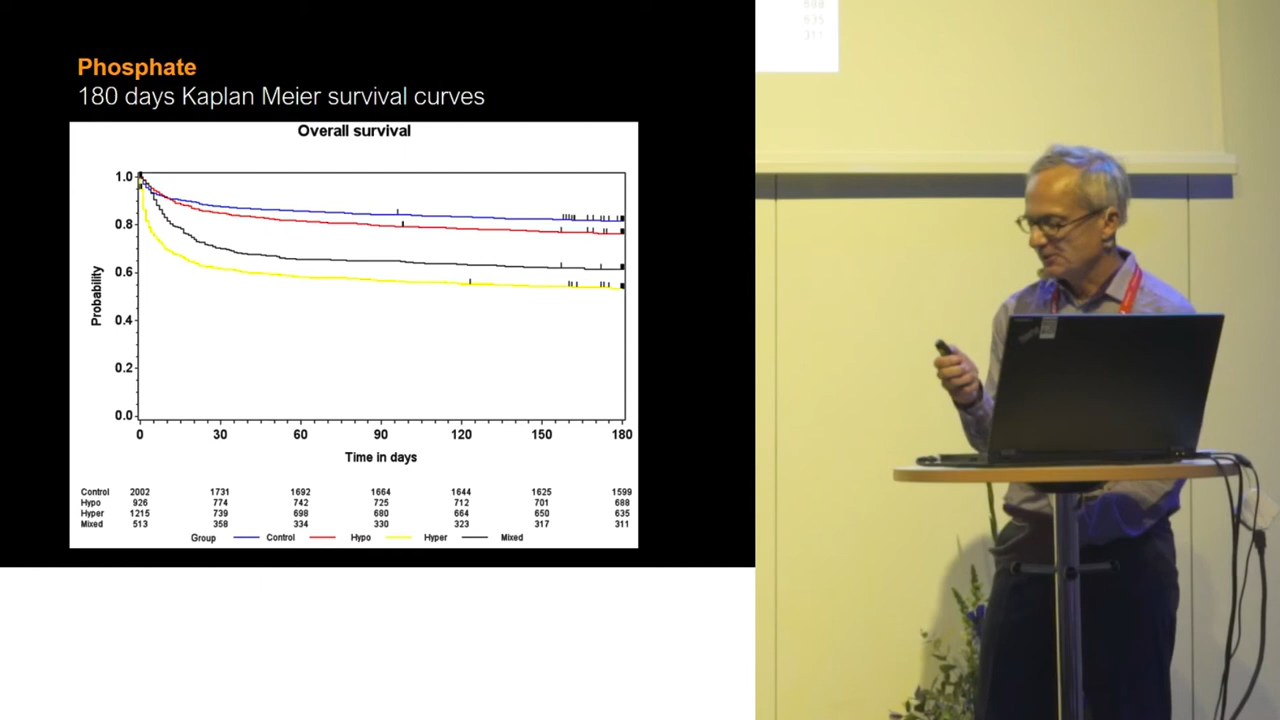 Phosphate
180 days Kaplan Meier survival curves
Overall survival
Probability
1.0
0.8
0.6
0.4
0.2
0.0
0 30 60 90 120 150 180
Time in days
Control 2002 1731 1692 1664 1644 1625 1599
Hypo 926 774 742 725 712 701 688
Hyper 1215 739 698 680 664 650 635
Mixed 513 358 334 330 323 317 311
Group Control Hypo Hyper Mixed
688
635
311